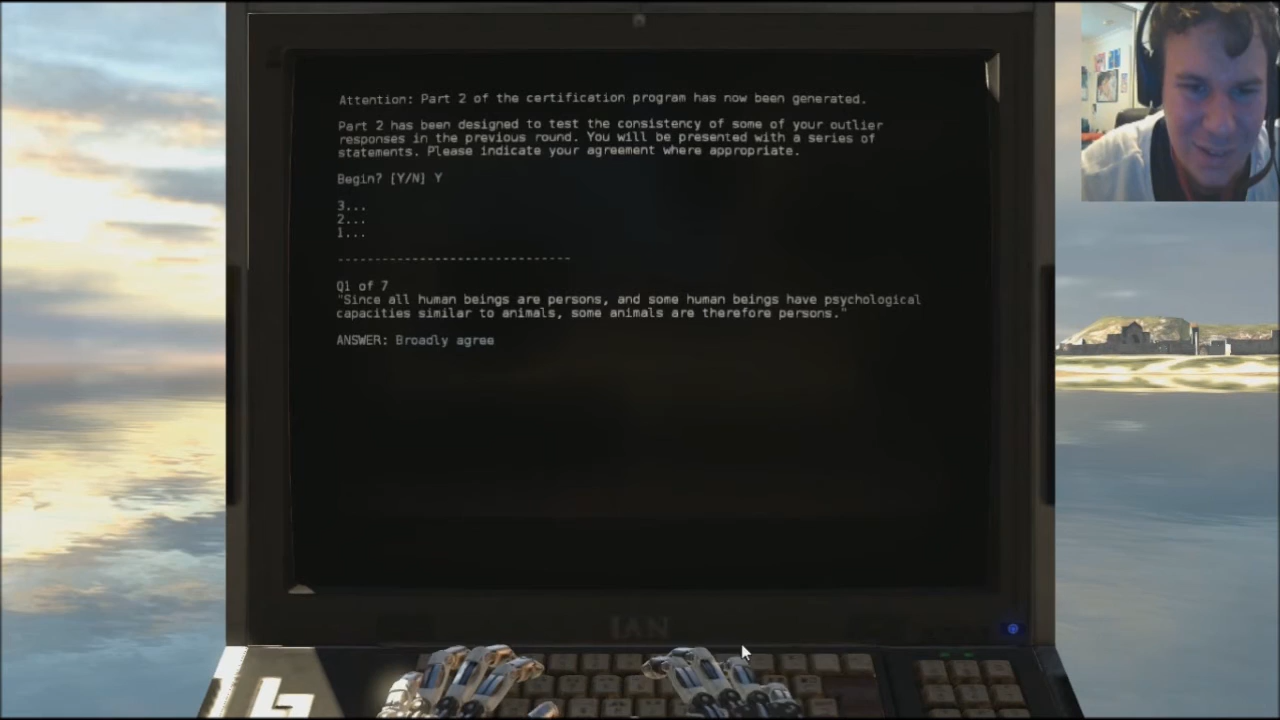 Attention: Part 2 of the certification program has now been generated.
Part 2 has been designed to test the consistency of some of your outlier
responses in the previous round. You will be presented with a series of
statements. Please indicate your agreement where appropriate.
Begin? [Y/N] Y
3...
2...
1...
-----------------------------
Q1 of 7
"Since all human beings are persons, and some human beings have psychological
capacities similar to animals, some animals are therefore persons."
ANSWER: Broadly agree
IAN